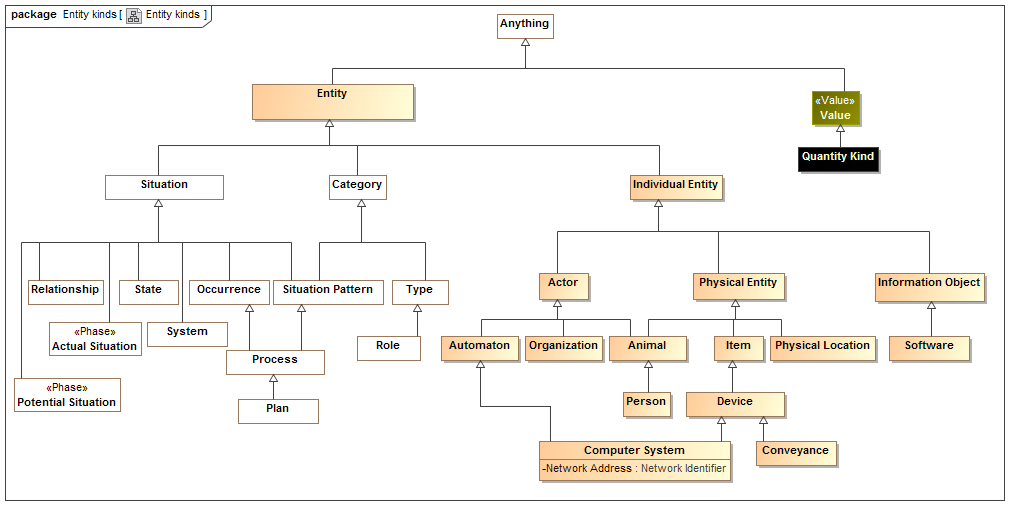 package Entity kinds [ Entity kinds ]
Anything
Entity
«Value»
Value
Quantity Kind
Situation
Category
Individual Entity
Relationship
State
Occurrence
Situation Pattern
Type
Actor
Physical Entity
Information Object
«Phase»
Actual Situation
System
Process
Role
Automaton
Organization
Animal
Item
Physical Location
Software
«Phase»
Potential Situation
Plan
Person
Device
Computer System
-Network Address : Network Identifier
Conveyance